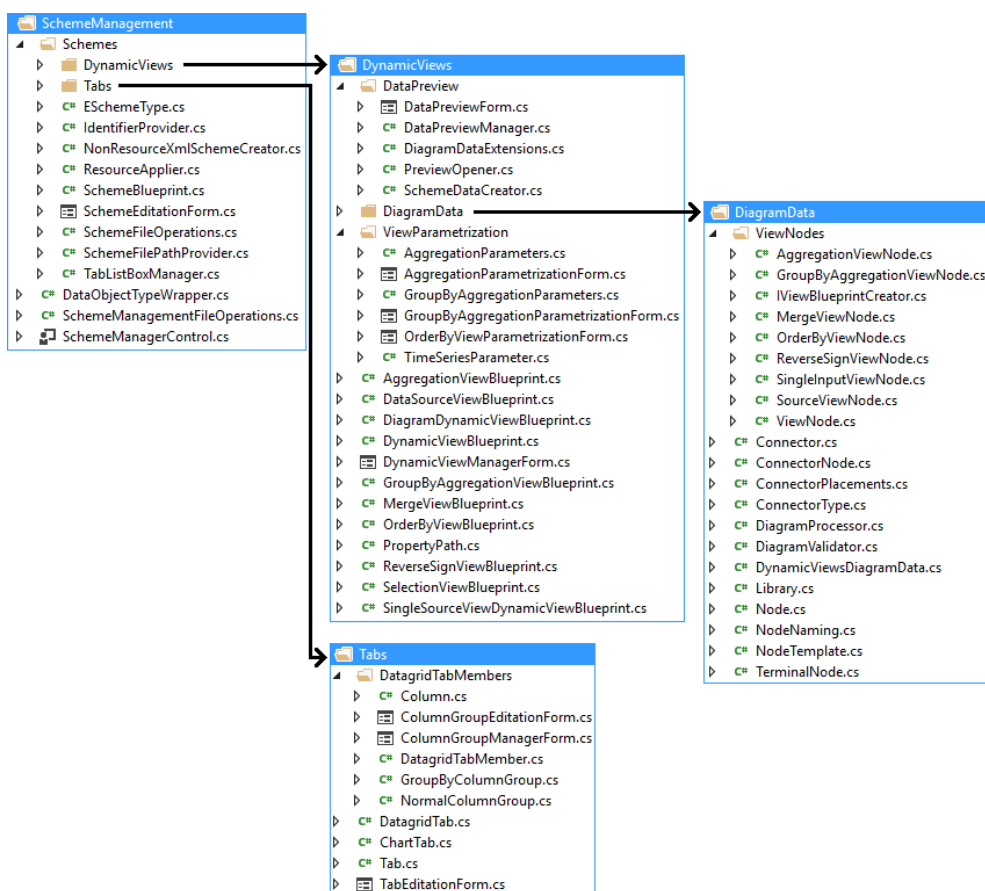 SchemeManagement
Schemes
DynamicViews
Tabs
C# ESchemeType.cs
C# IdentifierProvider.cs
C# NonResourceXmlSchemeCreator.cs
C# ResourceApplier.cs
C# SchemeBlueprint.cs
SchemeEditationForm.cs
C# SchemeFileOperations.cs
C# SchemeFilePathProvider.cs
C# TabListBoxManager.cs
C# DataObjectTypeWrapper.cs
C# SchemeManagementFileOperations.cs
SchemeManagerControl.cs
DynamicViews
DataPreview
DataPreviewForm.cs
C# DataPreviewManager.cs
C# DiagramDataExtensions.cs
C# PreviewOpener.cs
C# SchemeDataCreator.cs
DiagramData
ViewParametrization
C# AggregationParameters.cs
AggregationParametrizationForm.cs
C# GroupByAggregationParameters.cs
GroupByAggregationParametrizationForm.cs
OrderByViewParametrizationForm.cs
C# TimeSeriesParameter.cs
C# AggregationViewBlueprint.cs
C# DataSourceViewBlueprint.cs
C# DiagramDynamicViewBlueprint.cs
C# DynamicViewBlueprint.cs
DynamicViewManagerForm.cs
C# GroupByAggregationViewBlueprint.cs
C# MergeViewBlueprint.cs
C# OrderByViewBlueprint.cs
C# PropertyPath.cs
C# ReverseSignViewBlueprint.cs
C# SelectionViewBlueprint.cs
C# SingleSourceViewDynamicViewBlueprint.cs
DiagramData
ViewNodes
C# AggregationViewNode.cs
C# GroupByAggregationViewNode.cs
C# IViewBlueprintCreator.cs
C# MergeViewNode.cs
C# OrderByViewNode.cs
C# ReverseSignViewNode.cs
C# SingleInputViewNode.cs
C# SourceViewNode.cs
C# ViewNode.cs
C# Connector.cs
C# ConnectorNode.cs
C# ConnectorPlacements.cs
C# ConnectorType.cs
C# DiagramProcessor.cs
C# DiagramValidator.cs
C# DynamicViewsDiagramData.cs
C# Library.cs
C# Node.cs
C# NodeNaming.cs
C# NodeTemplate.cs
C# TerminalNode.cs
Tabs
DatagridTabMembers
C# Column.cs
ColumnGroupEditationForm.cs
ColumnGroupManagerForm.cs
C# DatagridTabMember.cs
C# GroupByColumnGroup.cs
C# NormalColumnGroup.cs
C# DatagridTab.cs
C# ChartTab.cs
C# Tab.cs
TabEditationForm.cs